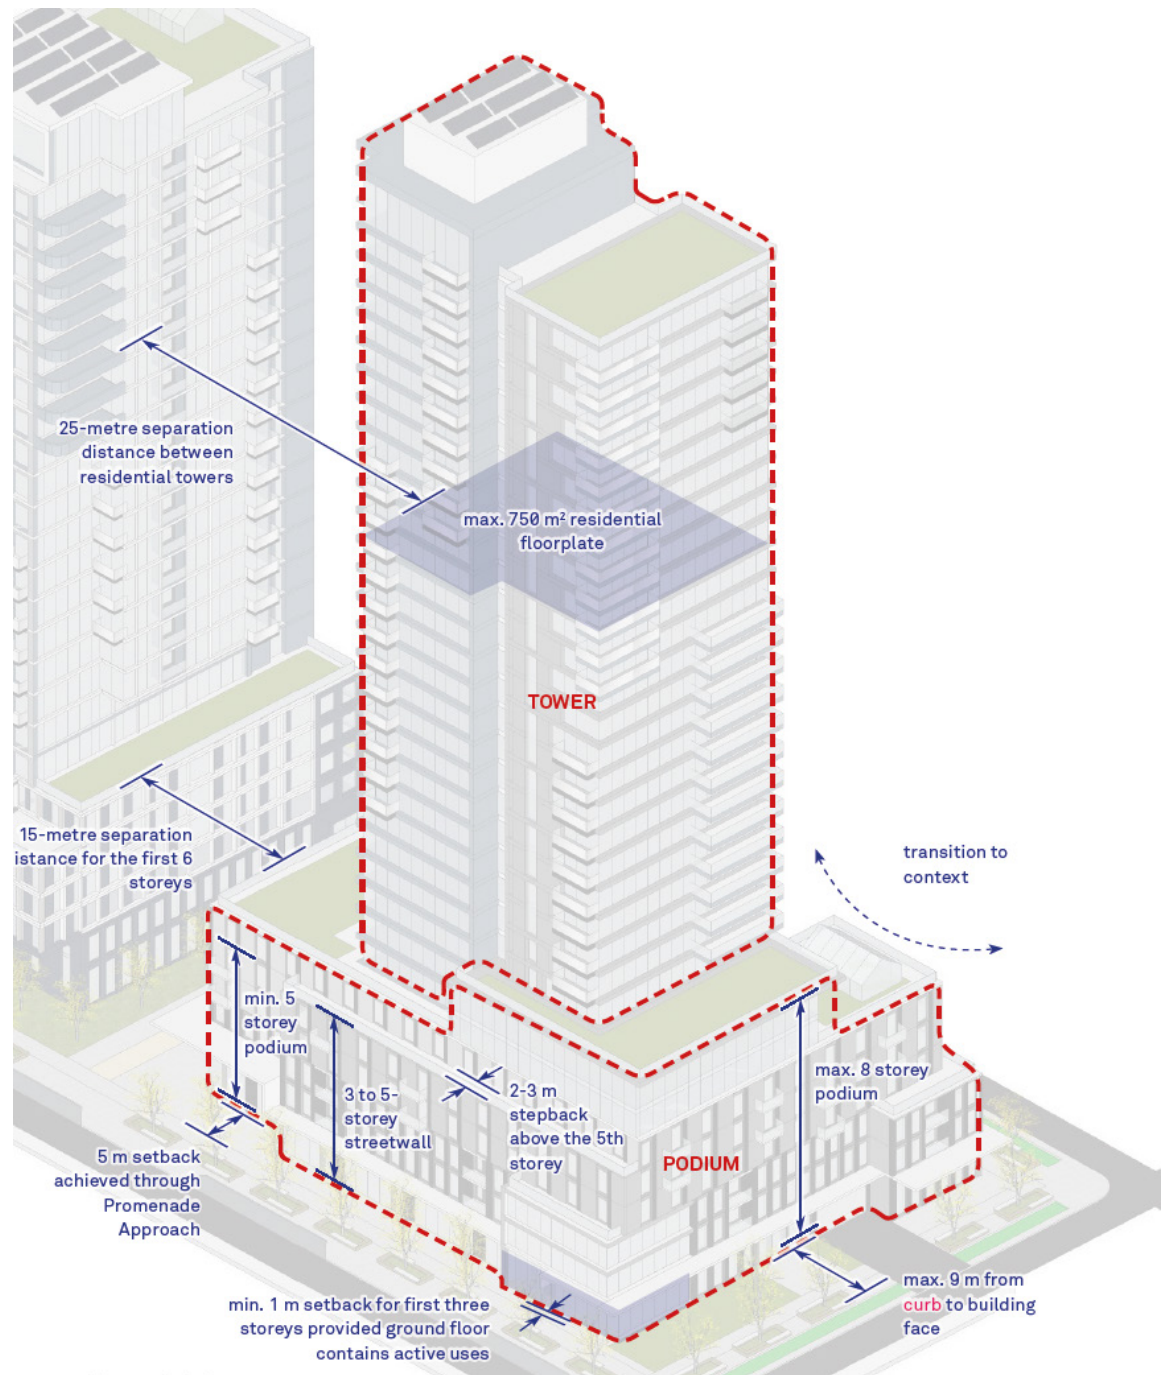 25-metre separation
distance between
residential towers
max. 750 m² residential
floorplate
TOWER
15-metre separation
istance for the first 6
storeys
transition to
context
min. 5
storey
podium
3 to 5-
storey
streetwall
2-3 m
stepback
above the 5th
storey
max. 8 storey
podium
PODIUM
5 m setback
achieved through
Promenade
Approach
min. 1 m setback for first three
storeys provided ground floor
contains active uses
max. 9 m from
curb to building
face